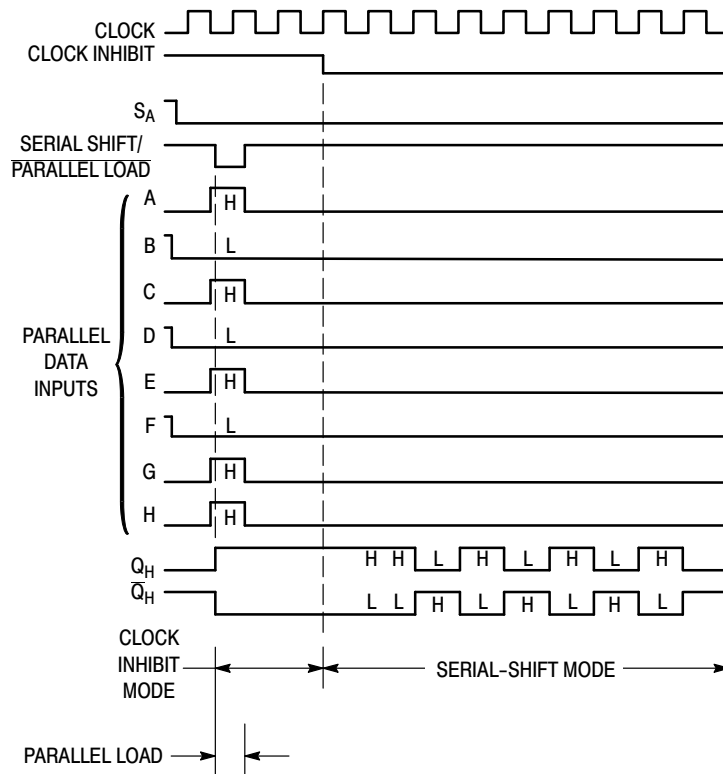 CLOCK
CLOCK INHIBIT
SA
SERIAL SHIFT/
PARALLEL LOAD
A H
B L
C H
D L
PARALLEL
DATA
INPUTS
E H
F L
G H
H H
QH H H L H L H L H
QH L L H L H L H L
CLOCK
INHIBIT
MODE
SERIAL-SHIFT MODE
PARALLEL LOAD